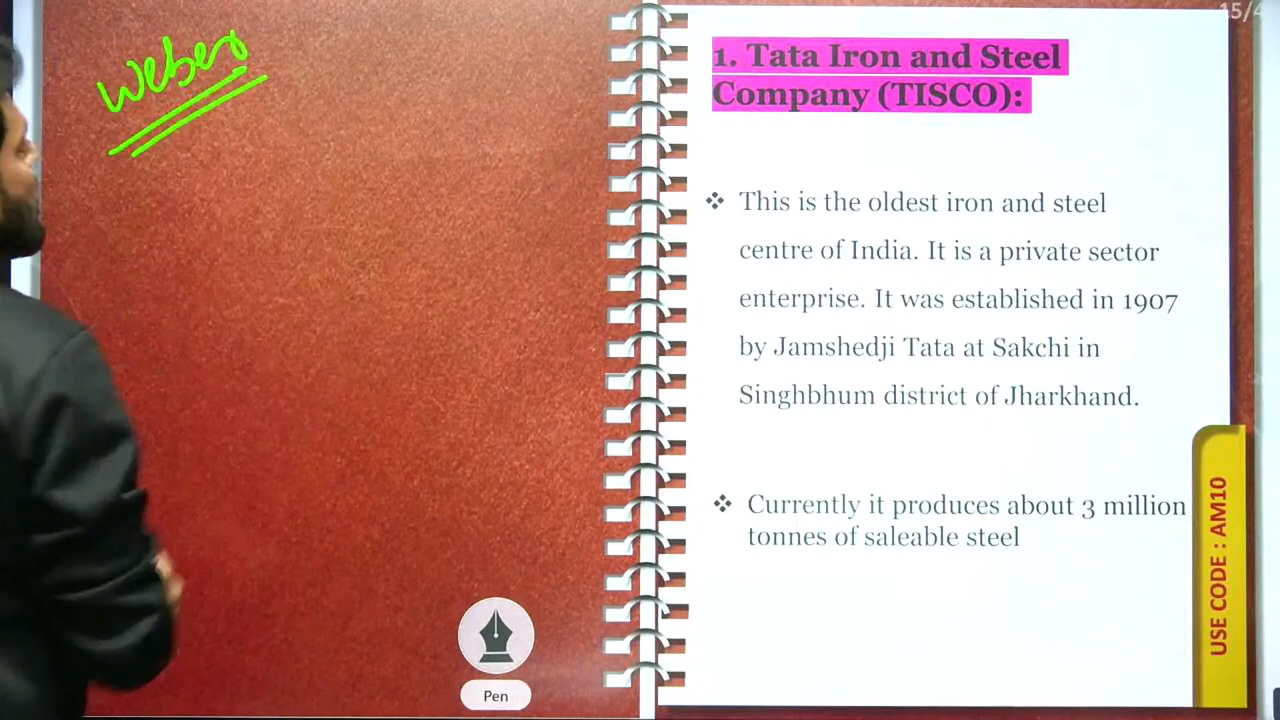 Weber
15/4
1. Tata Iron and Steel
Company (TISCO):
❖ This is the oldest iron and steel
centre of India. It is a private sector
enterprise. It was established in 1907
by Jamshedji Tata at Sakchi in
Singhbhum district of Jharkhand.
❖ Currently it produces about 3 million
tonnes of saleable steel
USE CODE : AM10
Pen